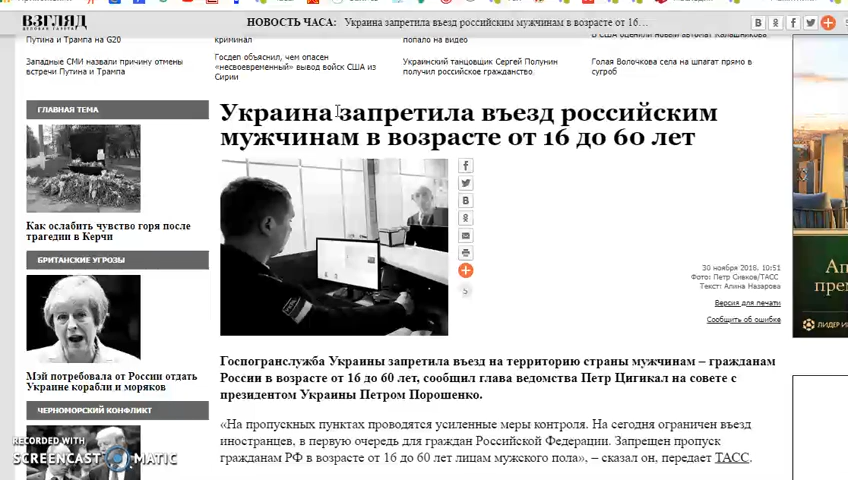 ВЗГЛЯД
ДЕЛОВАЯ ГАЗЕТА
НОВОСТЬ ЧАСА: Украина запретила въезд российским мужчинам в возрасте от 16...
Путина и Трампа на G20
криминал
попало на видео
Западные СМИ назвали причину отмены
встречи Путина и Трампа
Госдеп объяснил, чем опасен
«несвоевременный» вывод войск США из
Сирии
Украинский танцовщик Сергей Полунин
получил российское гражданство
Голая Волочкова села на шпагат прямо в
сугроб
ГЛАВНАЯ ТЕМА
Как ослабить чувство горя после
трагедии в Керчи
БРИТАНСКИЕ УГРОЗЫ
Мэй потребовала от России отдать
Украине корабли и моряков
ЧЕРНОМОРСКИЙ КОНФЛИКТ
Украина запретила въезд российским
мужчинам в возрасте от 16 до 60 лет
30 ноября 2018, 10:51
Фото: Петр Сивков/ТАСС
Текст: Алина Назарова
Версия для печати
Сообщить об ошибке
Госпогранслужба Украины запретила въезд на территорию страны мужчинам – гражданам
России в возрасте от 16 до 60 лет, сообщил глава ведомства Петр Цигикал на совете с
президентом Украины Петром Порошенко.
«На пропускных пунктах проводятся усиленные меры контроля. На сегодня ограничен въезд
иностранцев, в первую очередь для граждан Российской Федерации. Запрещен пропуск
гражданам РФ в возрасте от 16 до 60 лет лицам мужского пола», – сказал он, передает ТАСС.
RECORDED WITH
SCREENCAST MATIC